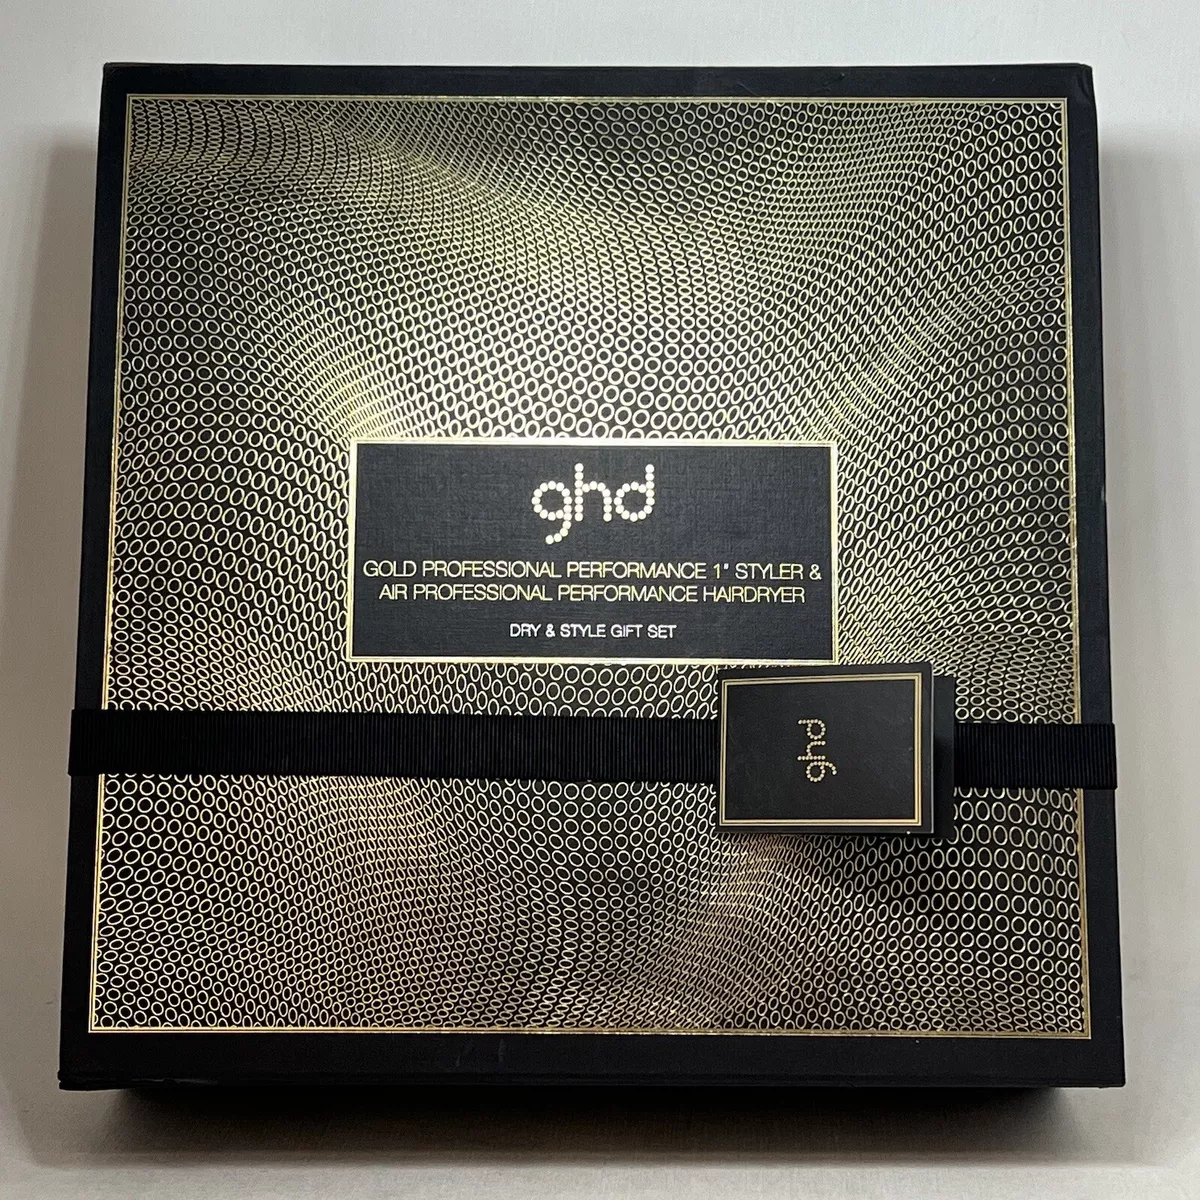 ghd
GOLD PROFESSIONAL PERFORMANCE 1" STYLER &
AIR PROFESSIONAL PERFORMANCE HAIRDRYER
DRY & STYLE GIFT SET
ghd